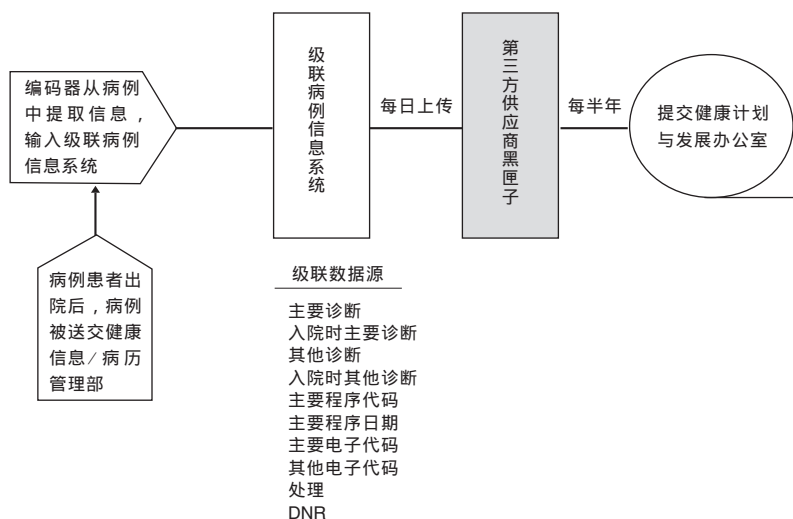 编码器从病例
中提取信息，
输入级联病例
信息系统
病例患者出
院后，病例
被送交健康
信息/病历
管理部
级联病例信息系统
每日上传
第三方供应商黑匣子
每半年
提交健康计划
与发展办公室
级联数据源
主要诊断
入院时主要诊断
其他诊断
入院时其他诊断
主要程序代码
主要程序日期
主要电子代码
其他电子代码
处理
DNR